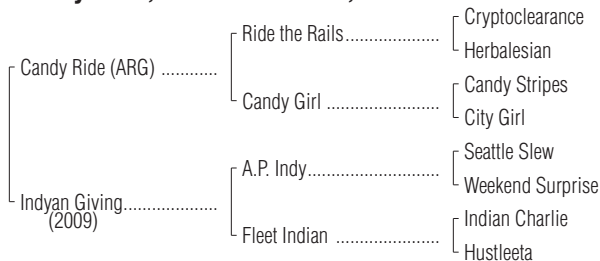 Cryptoclearance
Ride the Rails
Herbalesian
Candy Ride (ARG)
Candy Stripes
Candy Girl
City Girl
Seattle Slew
A.P. Indy
Weekend Surprise
Indyan Giving
(2009)
Indian Charlie
Fleet Indian
Hustleeta